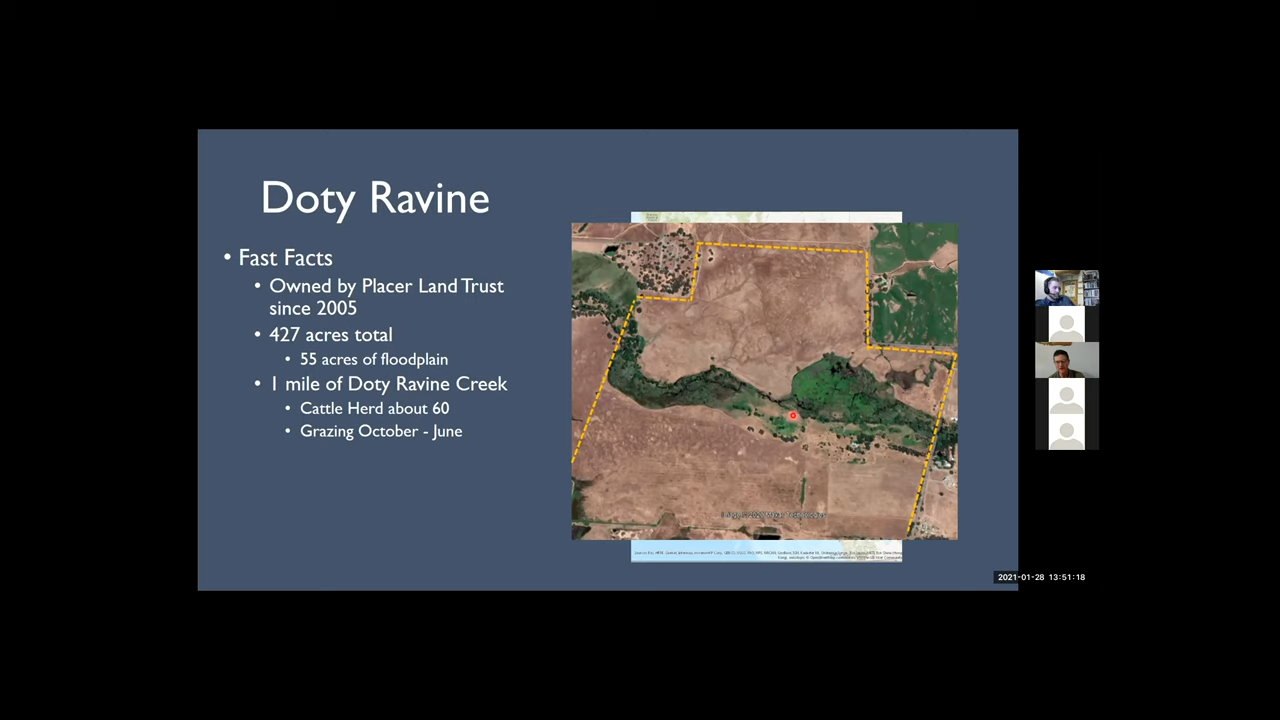 Doty Ravine
• Fast Facts
• Owned by Placer Land Trust
since 2005
• 427 acres total
• 55 acres of floodplain
• 1 mile of Doty Ravine Creek
• Cattle Herd about 60
• Grazing October - June
2021-01-28 13:51:18